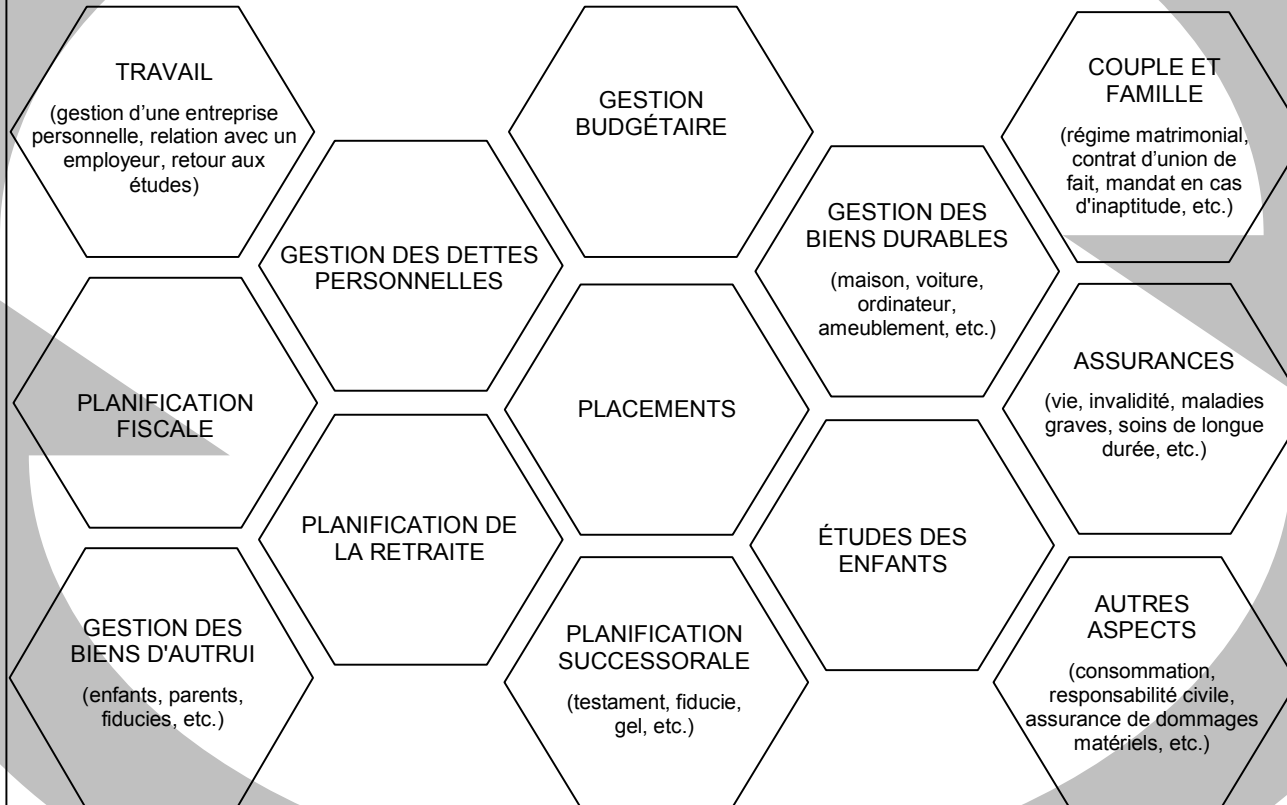 TRAVAIL
(gestion d'une entreprise
personnelle, relation avec un
employeur, retour aux
études)
GESTION
BUDGÉTAIRE
COUPLE ET
FAMILLE
(régime matrimonial,
contrat d'union de
fait, mandat en cas
d'inaptitude, etc.)
GESTION DES DETTES
PERSONNELLES
GESTION DES
BIENS DURABLES
(maison, voiture,
ordinateur,
ameublement, etc.)
PLANIFICATION
FISCALE
PLACEMENTS
ASSURANCES
(vie, invalidité, maladies
graves, soins de longue
durée, etc.)
PLANIFICATION DE
LA RETRAITE
ÉTUDES DES
ENFANTS
GESTION DES
BIENS D'AUTRUI
(enfants, parents,
fiducies, etc.)
PLANIFICATION
SUCCESSORALE
(testament, fiducie,
gel, etc.)
AUTRES
ASPECTS
(consommation,
responsabilité civile,
assurance de dommages
matériels, etc.)